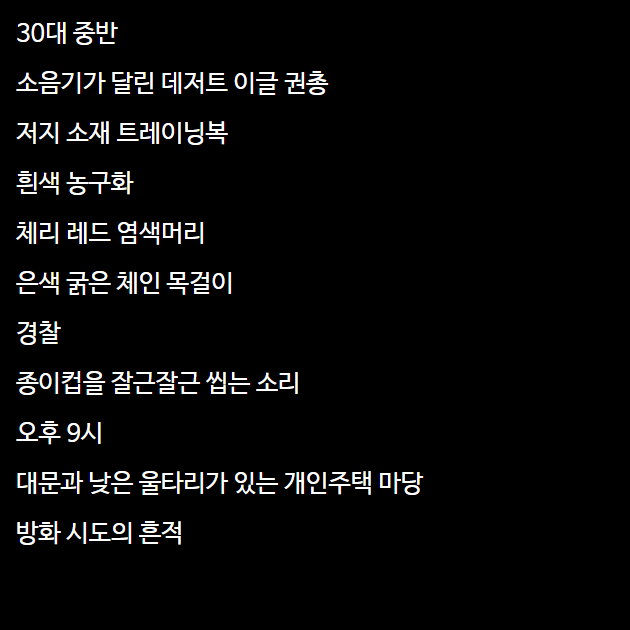 30대 중반
소음기가 달린 데저트 이글 권총
저지 소재 트레이닝복
흰색 농구화
체리 레드 염색머리
은색 굵은 체인 목걸이
경찰
종이컵을 잘근잘근 씹는 소리
오후 9시
대문과 낮은 울타리가 있는 개인주택 마당
방화 시도의 흔적